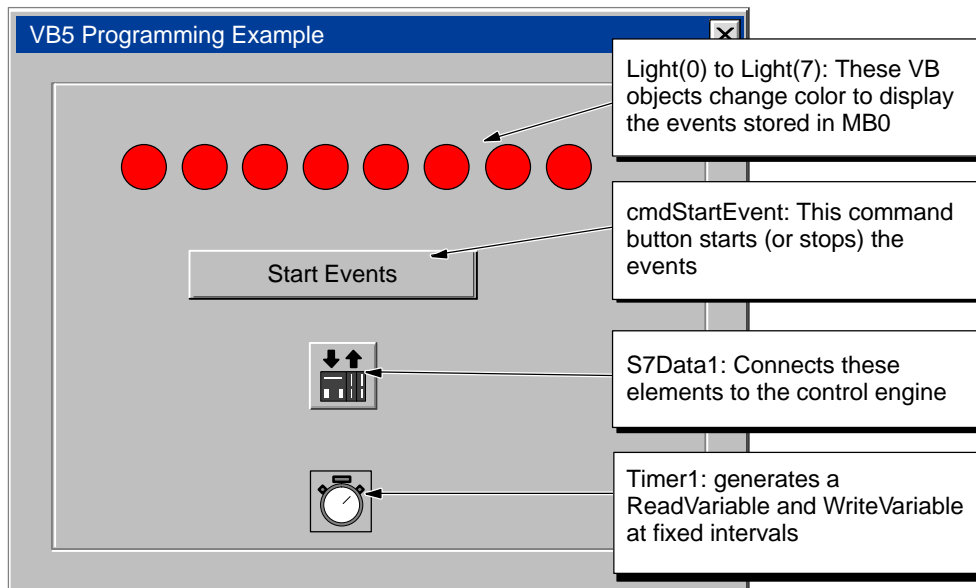 VB5 Programming Example
Light(0) to Light(7): These VB
objects change color to display
the events stored in MB0
cmdStartEvent: This command
button starts (or stops) the
events
Start Events
S7Data1: Connects these
elements to the control engine
Timer1: generates a
ReadVariable and WriteVariable
at fixed intervals